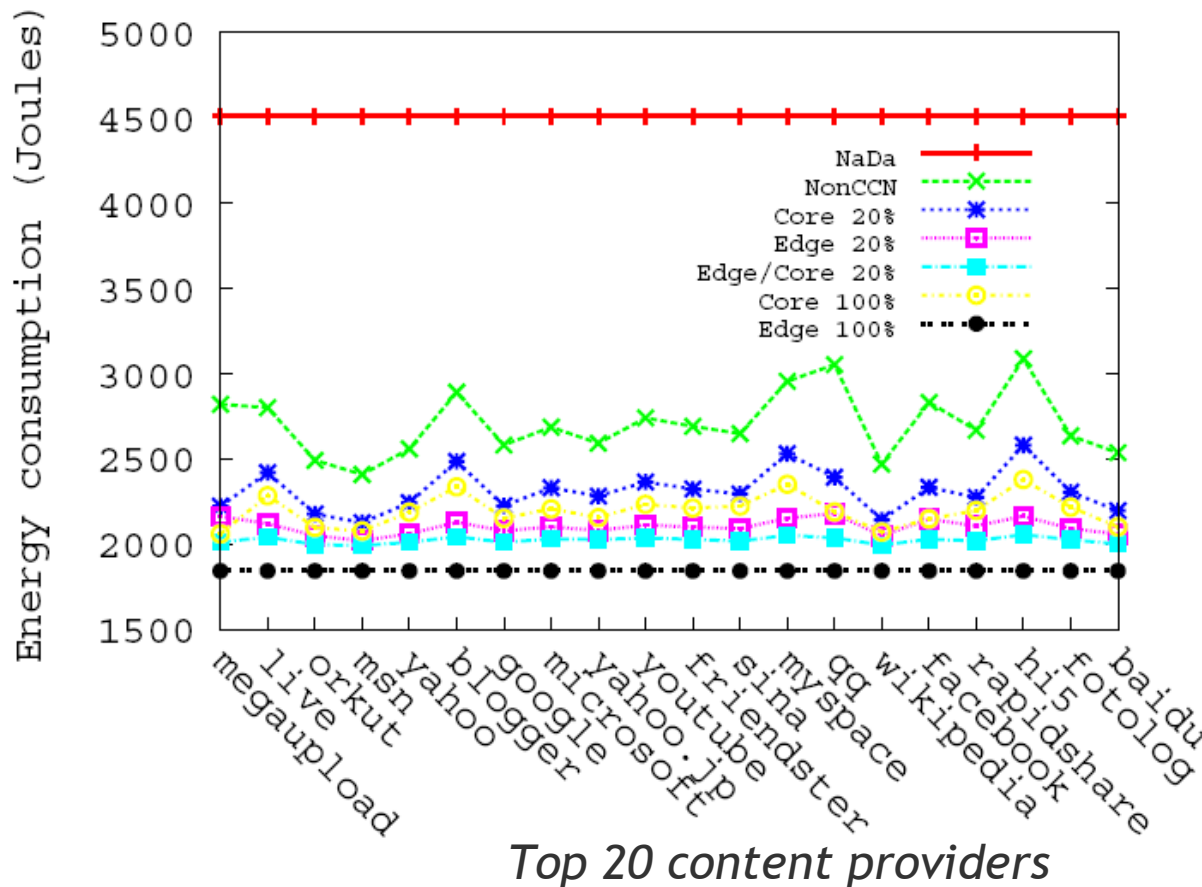 Energy consumption (Joules)
5000
4500
4000
3500
3000
2500
2000
1500
NaDa
NonCCN
Core 20%
Edge 20%
Edge/Core 20%
Core 100%
Edge 100%
megaupload
live
orkut
msn
yahoo
blogger
google
microsoft
yahoo.jp
youtube
friendster
sina
myspace
qq
wikipedia
facebook
rapidshare
hi5
fotolog
baidu
Top 20 content providers